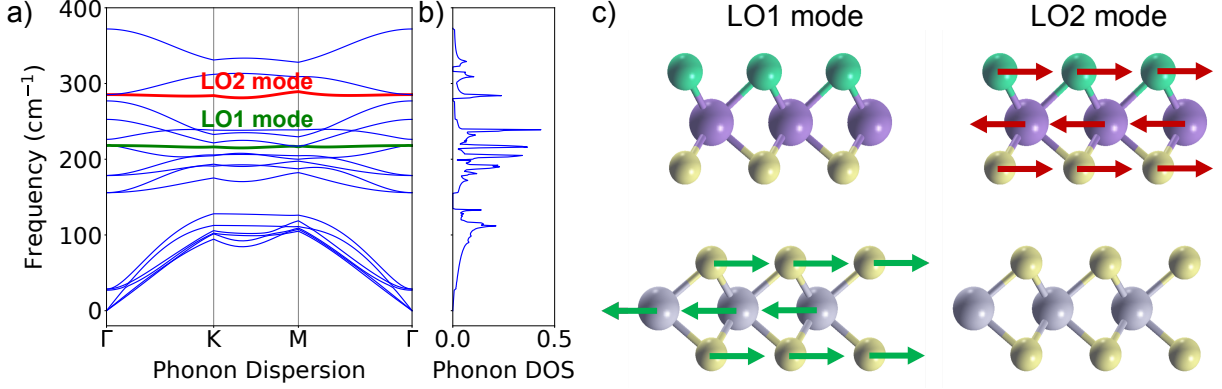 a)
400
300
200
100
0
Frequency (cm⁻¹)
LO2 mode
LO1 mode
Γ
K
M
Γ
Phonon Dispersion
b)
0.0
0.5
Phonon DOS
c)
LO1 mode
LO2 mode